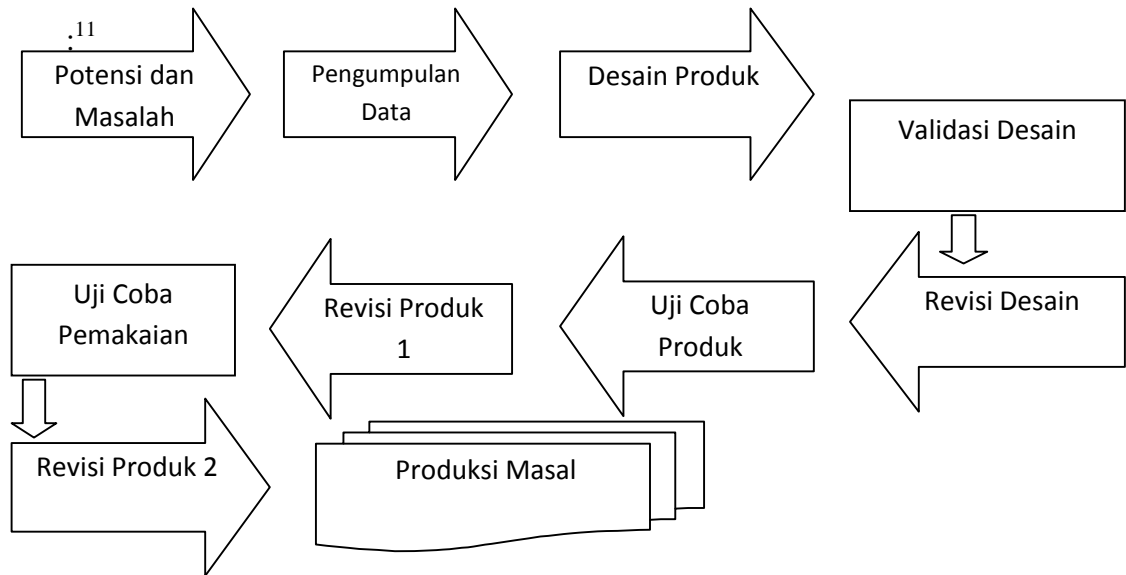 :11
Potensi dan
Masalah
Pengumpulan
Data
Desain Produk
Validasi Desain
Revisi Desain
Uji Coba
Produk
Revisi Produk
1
Uji Coba
Pemakaian
Revisi Produk 2
Produksi Masal